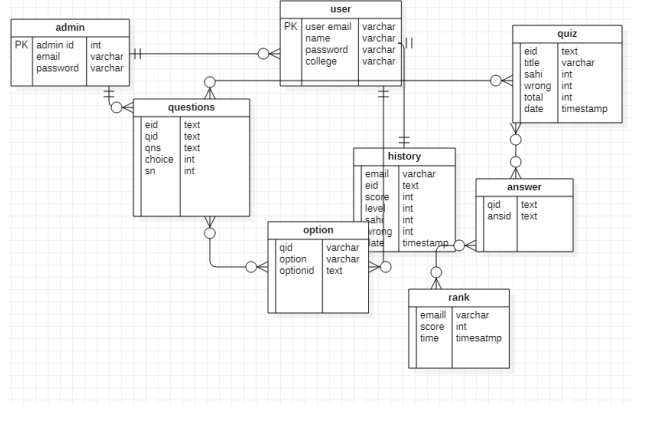 admin
PK admin id int
email varchar
password varchar
user
PK user email varchar
name varchar
password varchar
college varchar
quiz
eid text
title varchar
sahi int
wrong int
total int
date timestamp
questions
eid text
qid text
qns text
choice int
sn int
history
email varchar
eid text
score int
level int
sahi int
wrong int
date timestamp
answer
qid text
ansid text
option
qid varchar
option varchar
optionid text
rank
emaill varchar
score int
time timesatmp